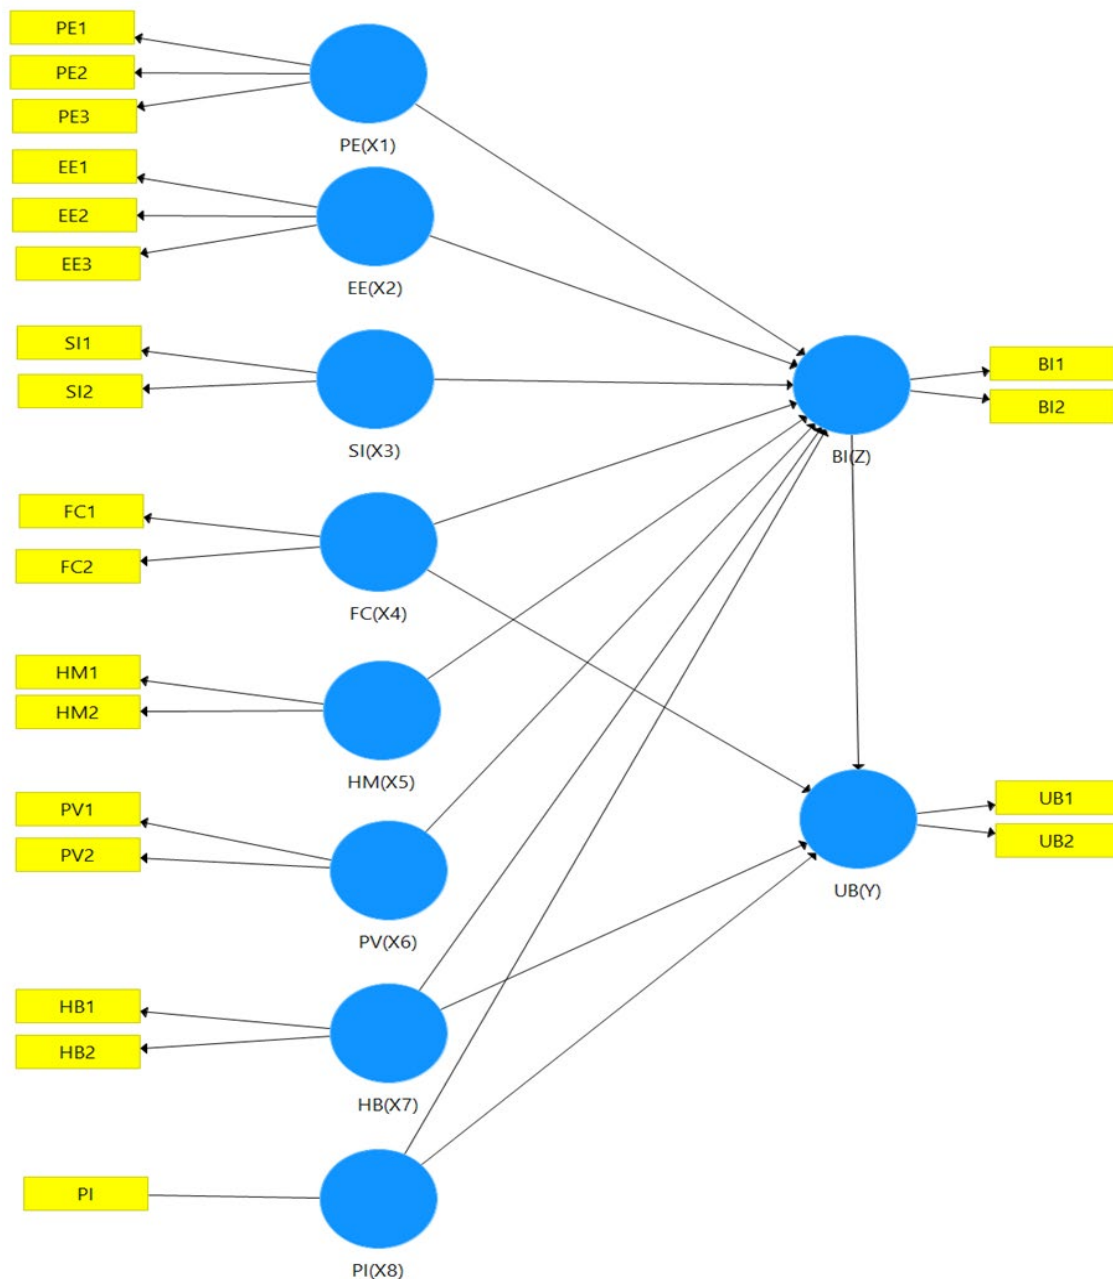 PE1
PE2
PE3
PE(X1)
EE1
EE2
EE3
EE(X2)
SI1
SI2
SI(X3)
BI1
BI2
BI(Z)
FC1
FC2
FC(X4)
HM1
HM2
HM(X5)
PV1
PV2
PV(X6)
UB1
UB2
UB(Y)
HB1
HB2
HB(X7)
PI
PI(X8)